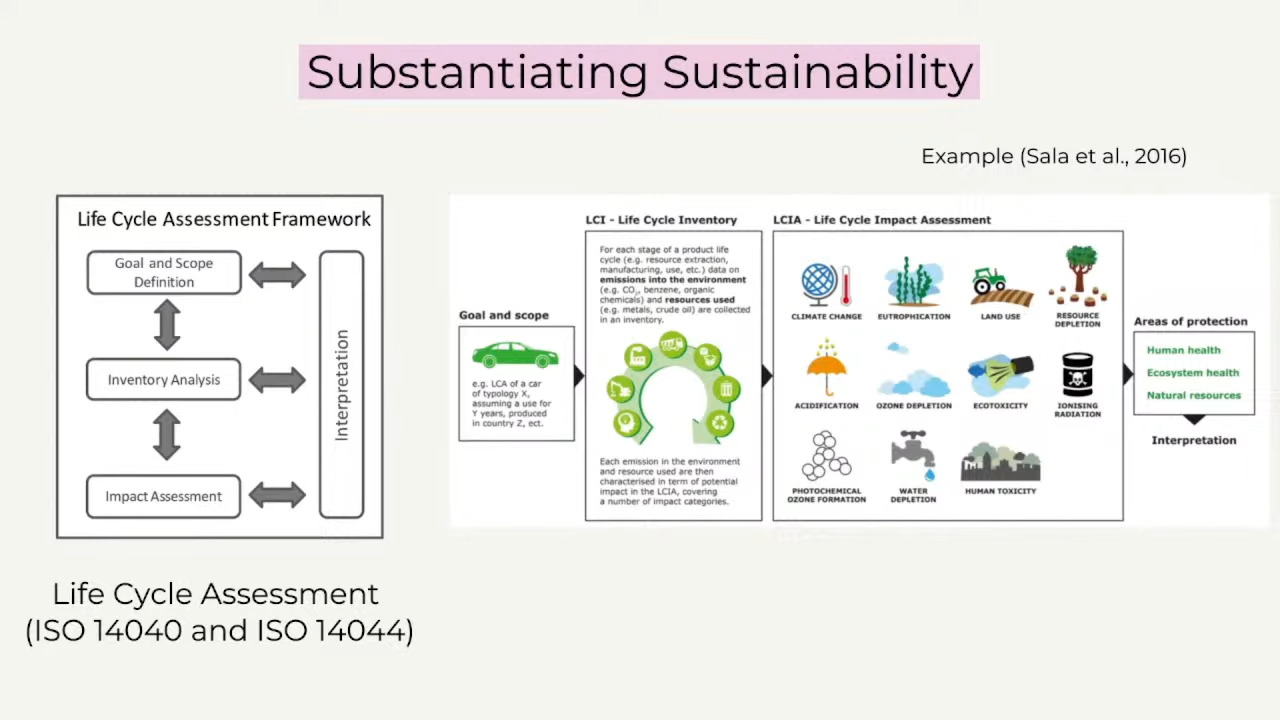 Substantiating Sustainability
Example (Sala et al., 2016)
Life Cycle Assessment Framework
Goal and Scope
Definition
Inventory Analysis
Impact Assessment
Interpretation
Life Cycle Assessment
(ISO 14040 and ISO 14044)
Goal and scope
e.g. LCA of a car
of typology X,
assuming a use for
Y years, produced
in country Z, ect.
LCI - Life Cycle Inventory
For each stage of a product life
cycle (e.g. resource extraction,
manufacturing, use, etc.) data on
emissions into the environment
(e.g. CO₂, benzene, organic
chemicals) and resources used
(e.g. metals, crude oil) are collected
in an inventory.
Each emission in the environment
and resource used are then
characterised in term of potential
impact in the LCIA, covering
a number of impact categories.
LCIA - Life Cycle Impact Assessment
CLIMATE CHANGE
EUTROPHICATION
LAND USE
RESOURCE
DEPLETION
ACIDIFICATION
OZONE DEPLETION
ECOTOXICITY
IONISING
RADIATION
PHOTOCHEMICAL
OZONE FORMATION
WATER
DEPLETION
HUMAN TOXICITY
Areas of protection
Human health
Ecosystem health
Natural resources
Interpretation